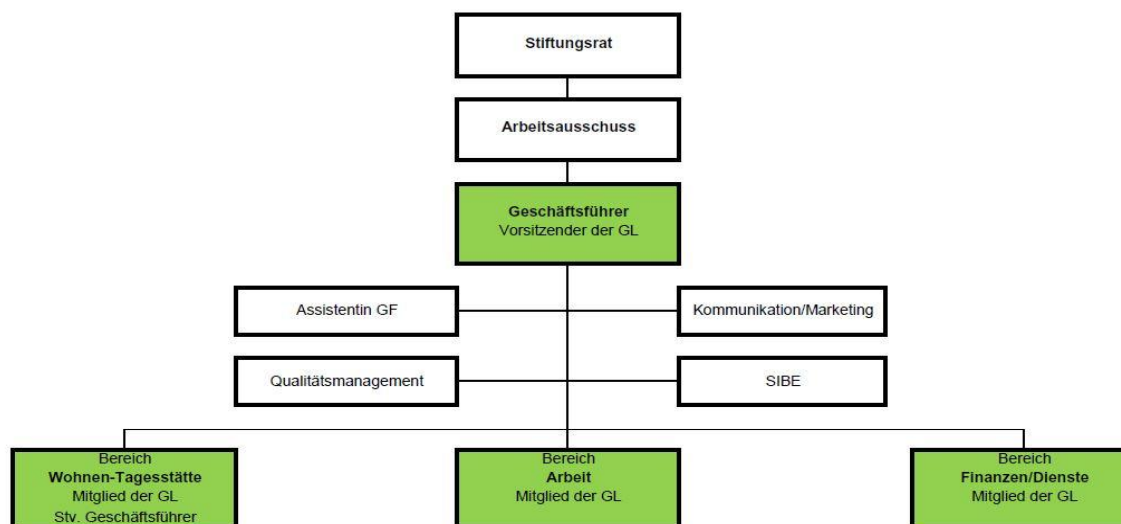 Stiftungsrat
Arbeitsausschuss
Geschäftsführer
Vorsitzender der GL
Assistentin GF
Kommunikation/Marketing
Qualitätsmanagement
SIBE
Bereich
Wohnen-Tagesstätte
Mitglied der GL
Stv. Geschäftsführer
Bereich
Arbeit
Mitglied der GL
Bereich
Finanzen/Dienste
Mitglied der GL